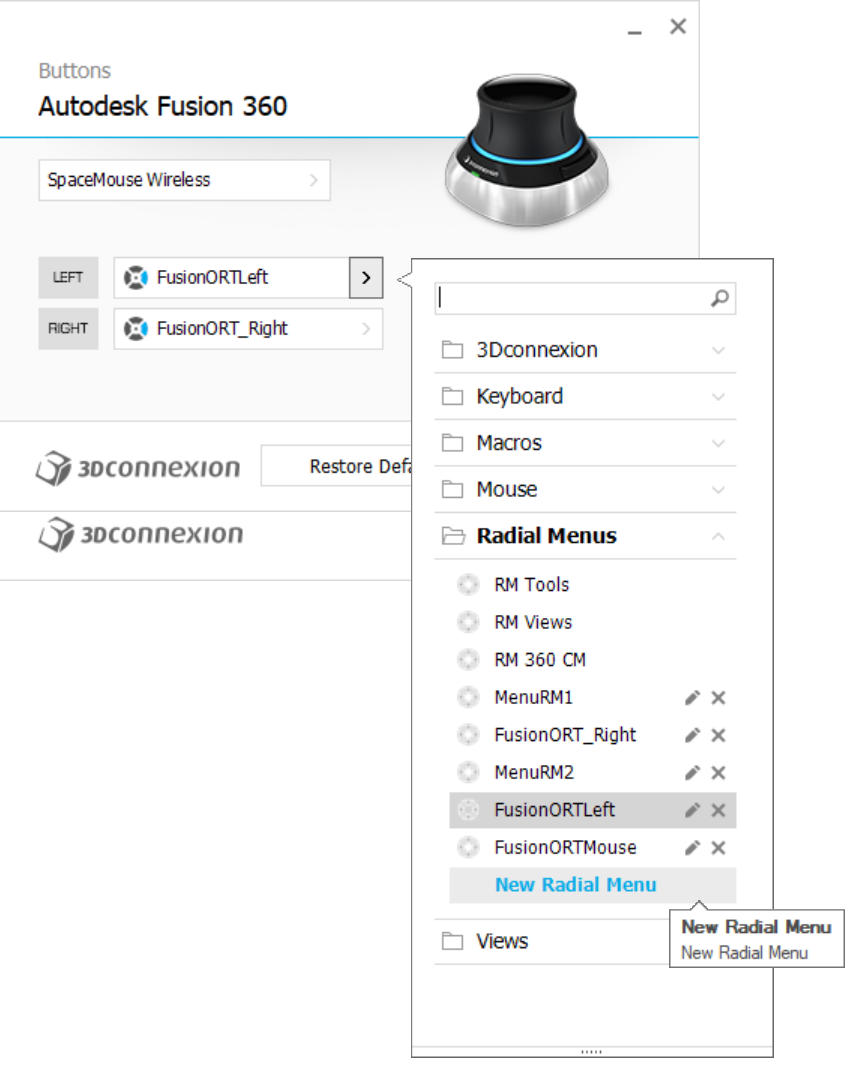 Buttons
Autodesk Fusion 360
SpaceMouse Wireless
LEFT
FusionORTLeft
RIGHT
FusionORT_Right
3Dconnexion
Keyboard
Macros
Mouse
Radial Menus
RM Tools
RM Views
RM 360 CM
MenuRM1
FusionORT_Right
MenuRM2
FusionORTLeft
FusionORTMouse
New Radial Menu
New Radial Menu
New Radial Menu
Views
3Dconnexion
Restore Defa
3Dconnexion